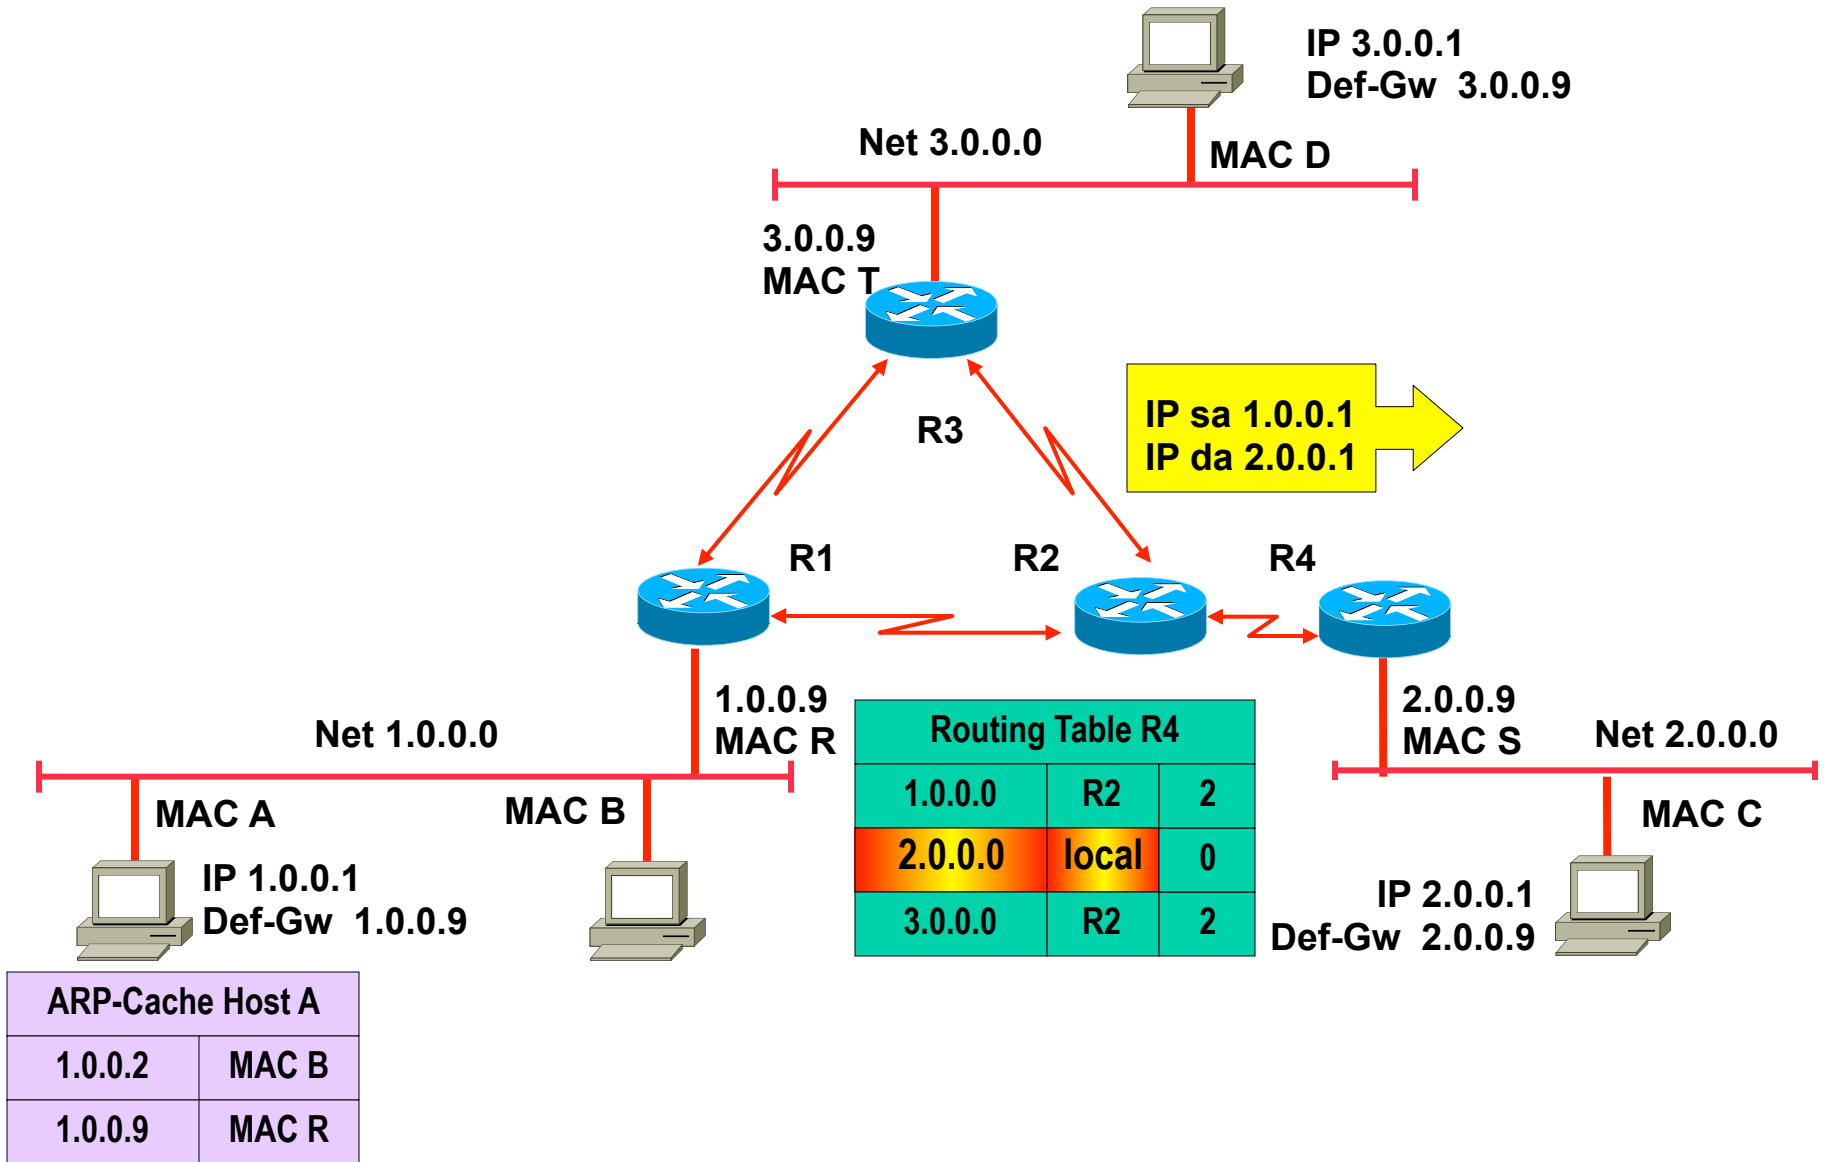 IP 3.0.0.1
Def-Gw 3.0.0.9
Net 3.0.0.0
MAC D
3.0.0.9
MAC T
R3
IP sa 1.0.0.1
IP da 2.0.0.1
R1
R2
R4
1.0.0.9
MAC R
Net 1.0.0.0
2.0.0.9
MAC S
Net 2.0.0.0
MAC A
MAC B
MAC C
Routing Table R4
1.0.0.0 R2 2
2.0.0.0 local 0
3.0.0.0 R2 2
IP 1.0.0.1
Def-Gw 1.0.0.9
IP 2.0.0.1
Def-Gw 2.0.0.9
ARP-Cache Host A
1.0.0.2 MAC B
1.0.0.9 MAC R